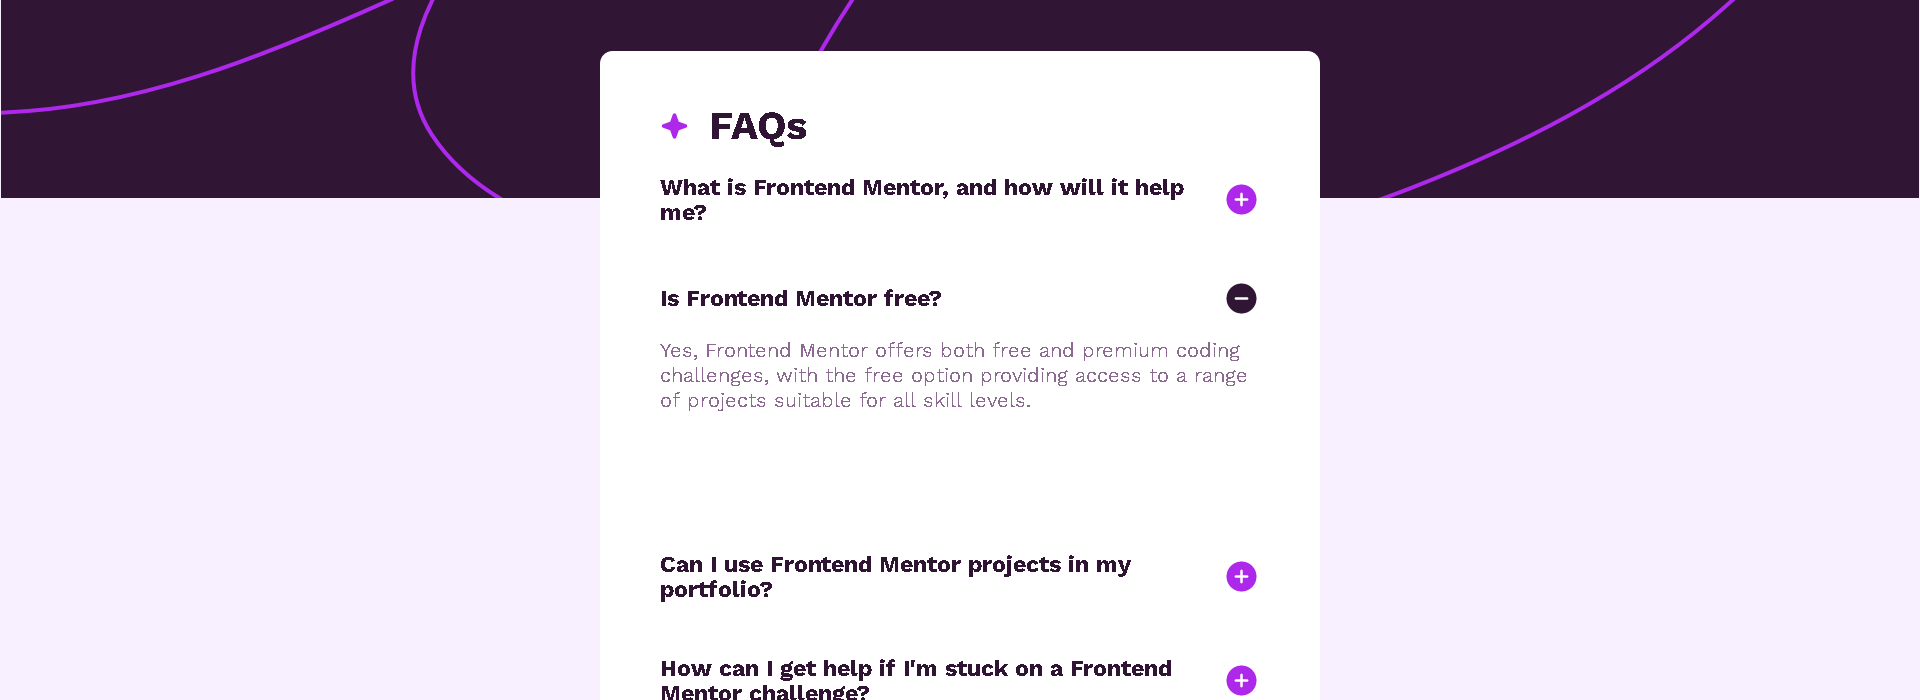 FAQs
What is Frontend Mentor, and how will it help
me?
Is Frontend Mentor free?
Yes, Frontend Mentor offers both free and premium coding
challenges, with the free option providing access to a range
of projects suitable for all skill levels.
Can I use Frontend Mentor projects in my
portfolio?
How can I get help if I'm stuck on a Frontend
Mentor challenge?